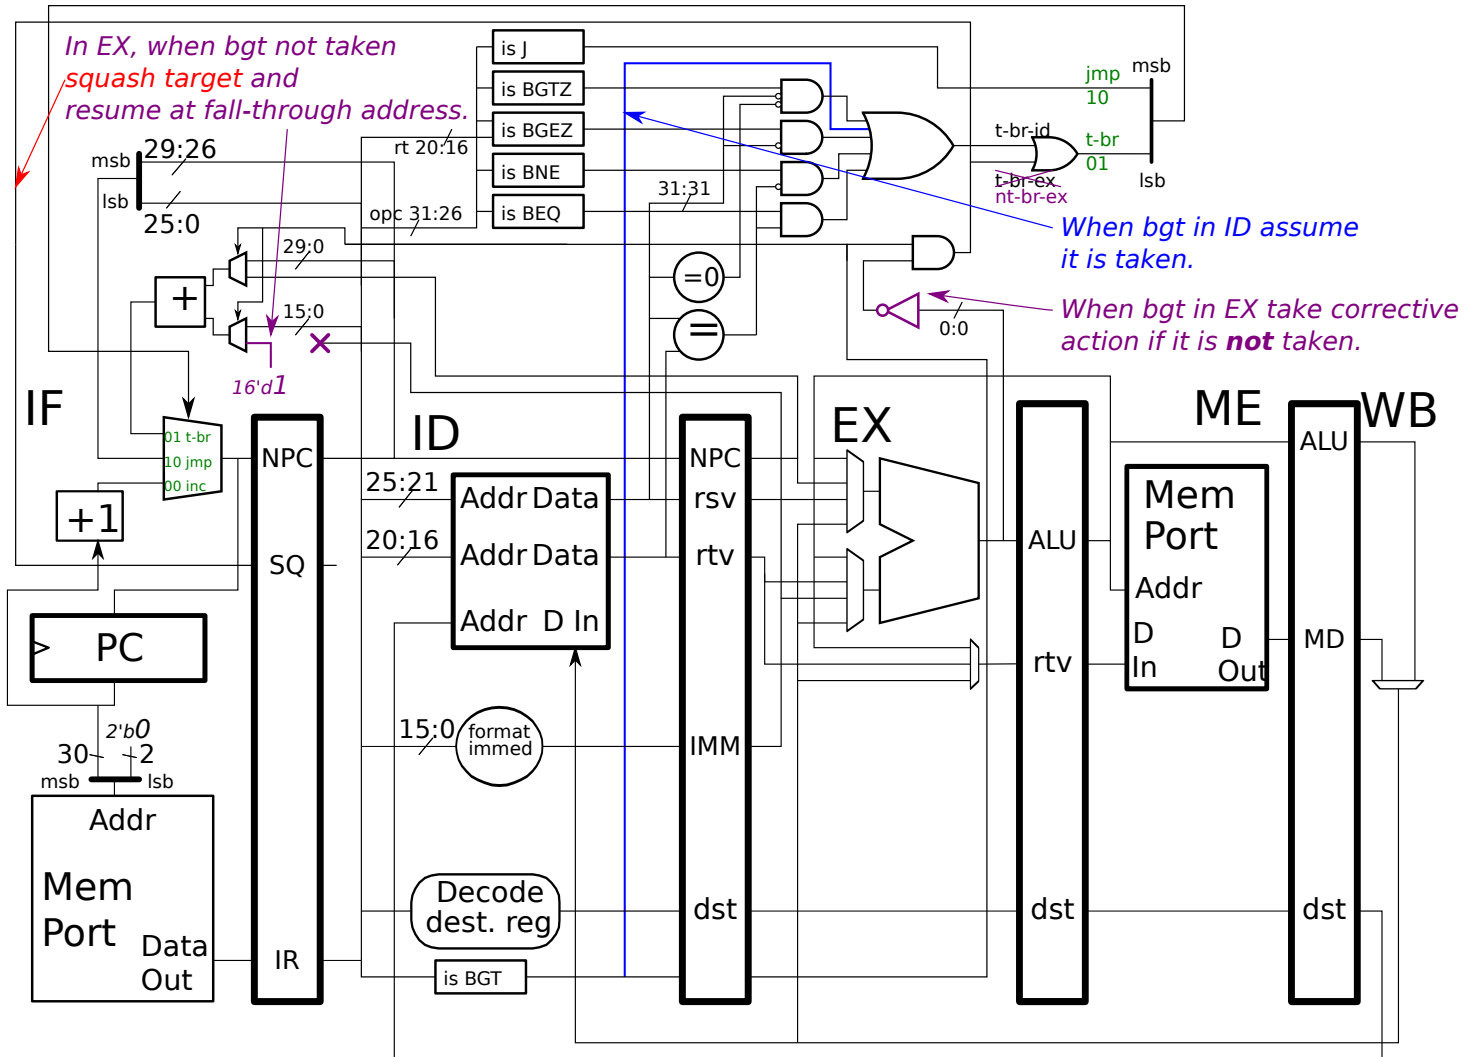 In EX, when bgt not taken
squash target and
resume at fall-through address.
is J
is BGTZ
is BGEZ
is BNE
is BEQ
rt 20:16
opc 31:26
msb
29:26
lsb
25:0
29:0
15:0
16'd1
+
31:31
=0
=
jmp
10
msb
t-br-id
t-br
01
lsb
t-br-ex
nt-br-ex
When bgt in ID assume
it is taken.
When bgt in EX take corrective
action if it is not taken.
0:0
IF
ID
EX
ME
WB
01 t-br
10 jmp
00 inc
+1
PC
2'b0
30
2
msb
lsb
Addr
Mem
Port
Data
Out
NPC
SQ
IR
25:21
20:16
Addr Data
Addr Data
Addr D In
15:0
format
immed
Decode
dest. reg
is BGT
NPC
rsv
rtv
IMM
dst
ALU
rtv
dst
Mem
Port
Addr
D
In
D
Out
ALU
MD
dst